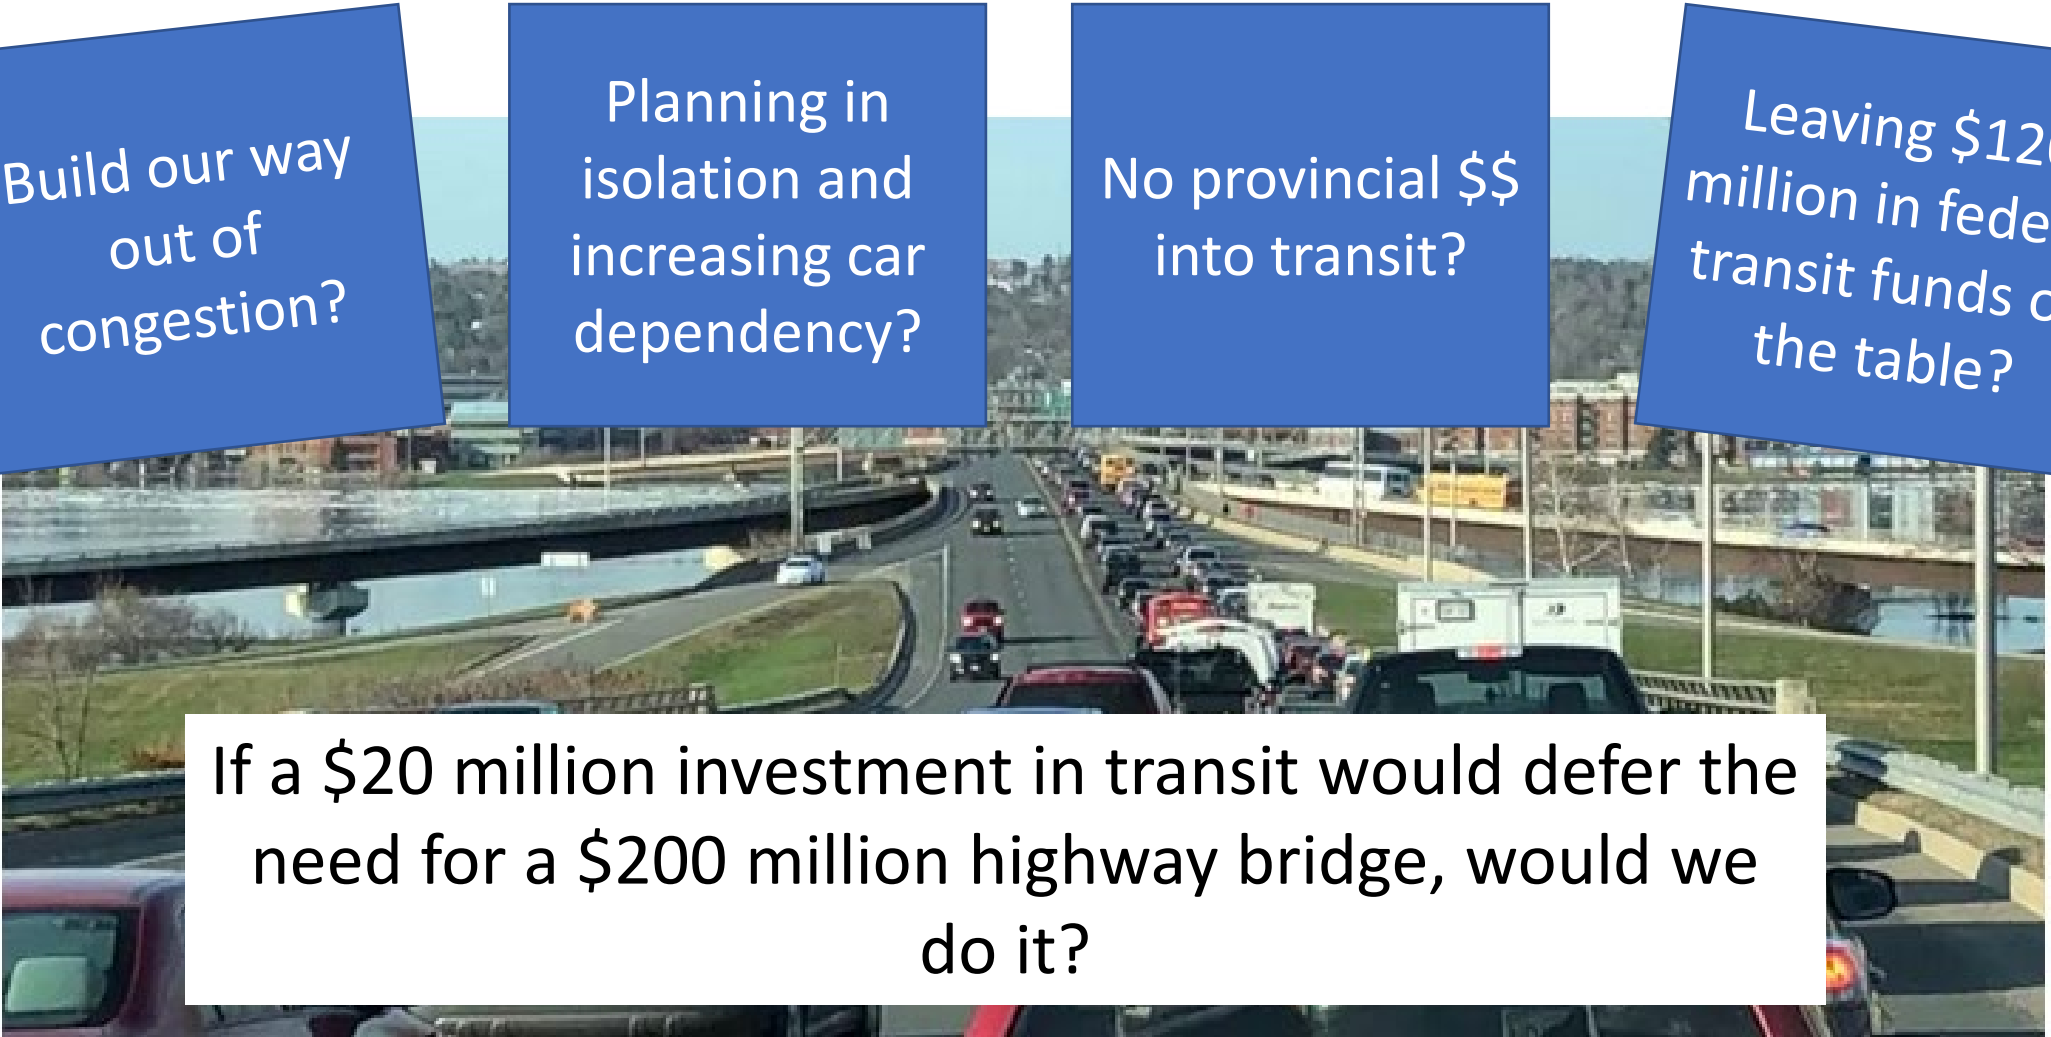 Build our way
out of
congestion?
Planning in
isolation and
increasing car
dependency?
No provincial $$
into transit?
Leaving
million in
transit funds
the table?
If a $20 million investment in transit would defer the
need for a $200 million highway bridge, would we
do it?